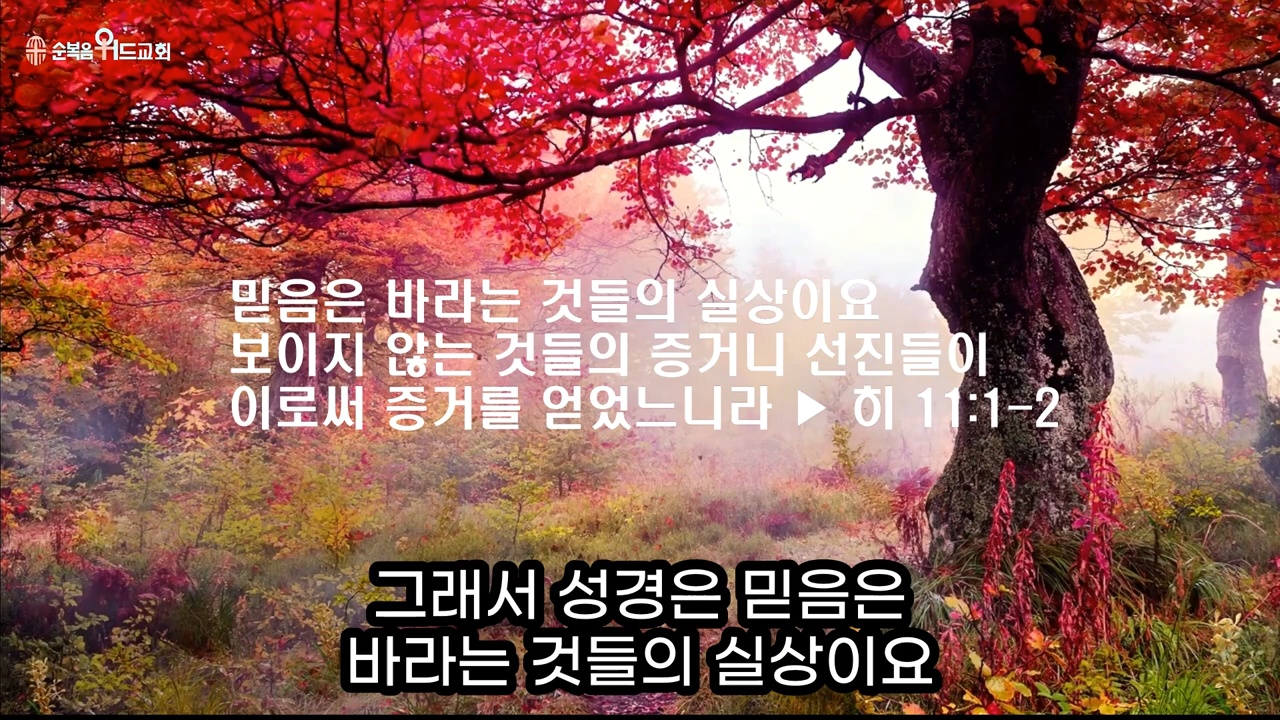 순복음위드교회
믿음은 바라는 것들의 실상이요
보이지 않는 것들의 증거니 선진들이
이로써 증거를 얻었느니라 ▶ 히 11:1-2
그래서 성경은 믿음은
바라는 것들의 실상이요